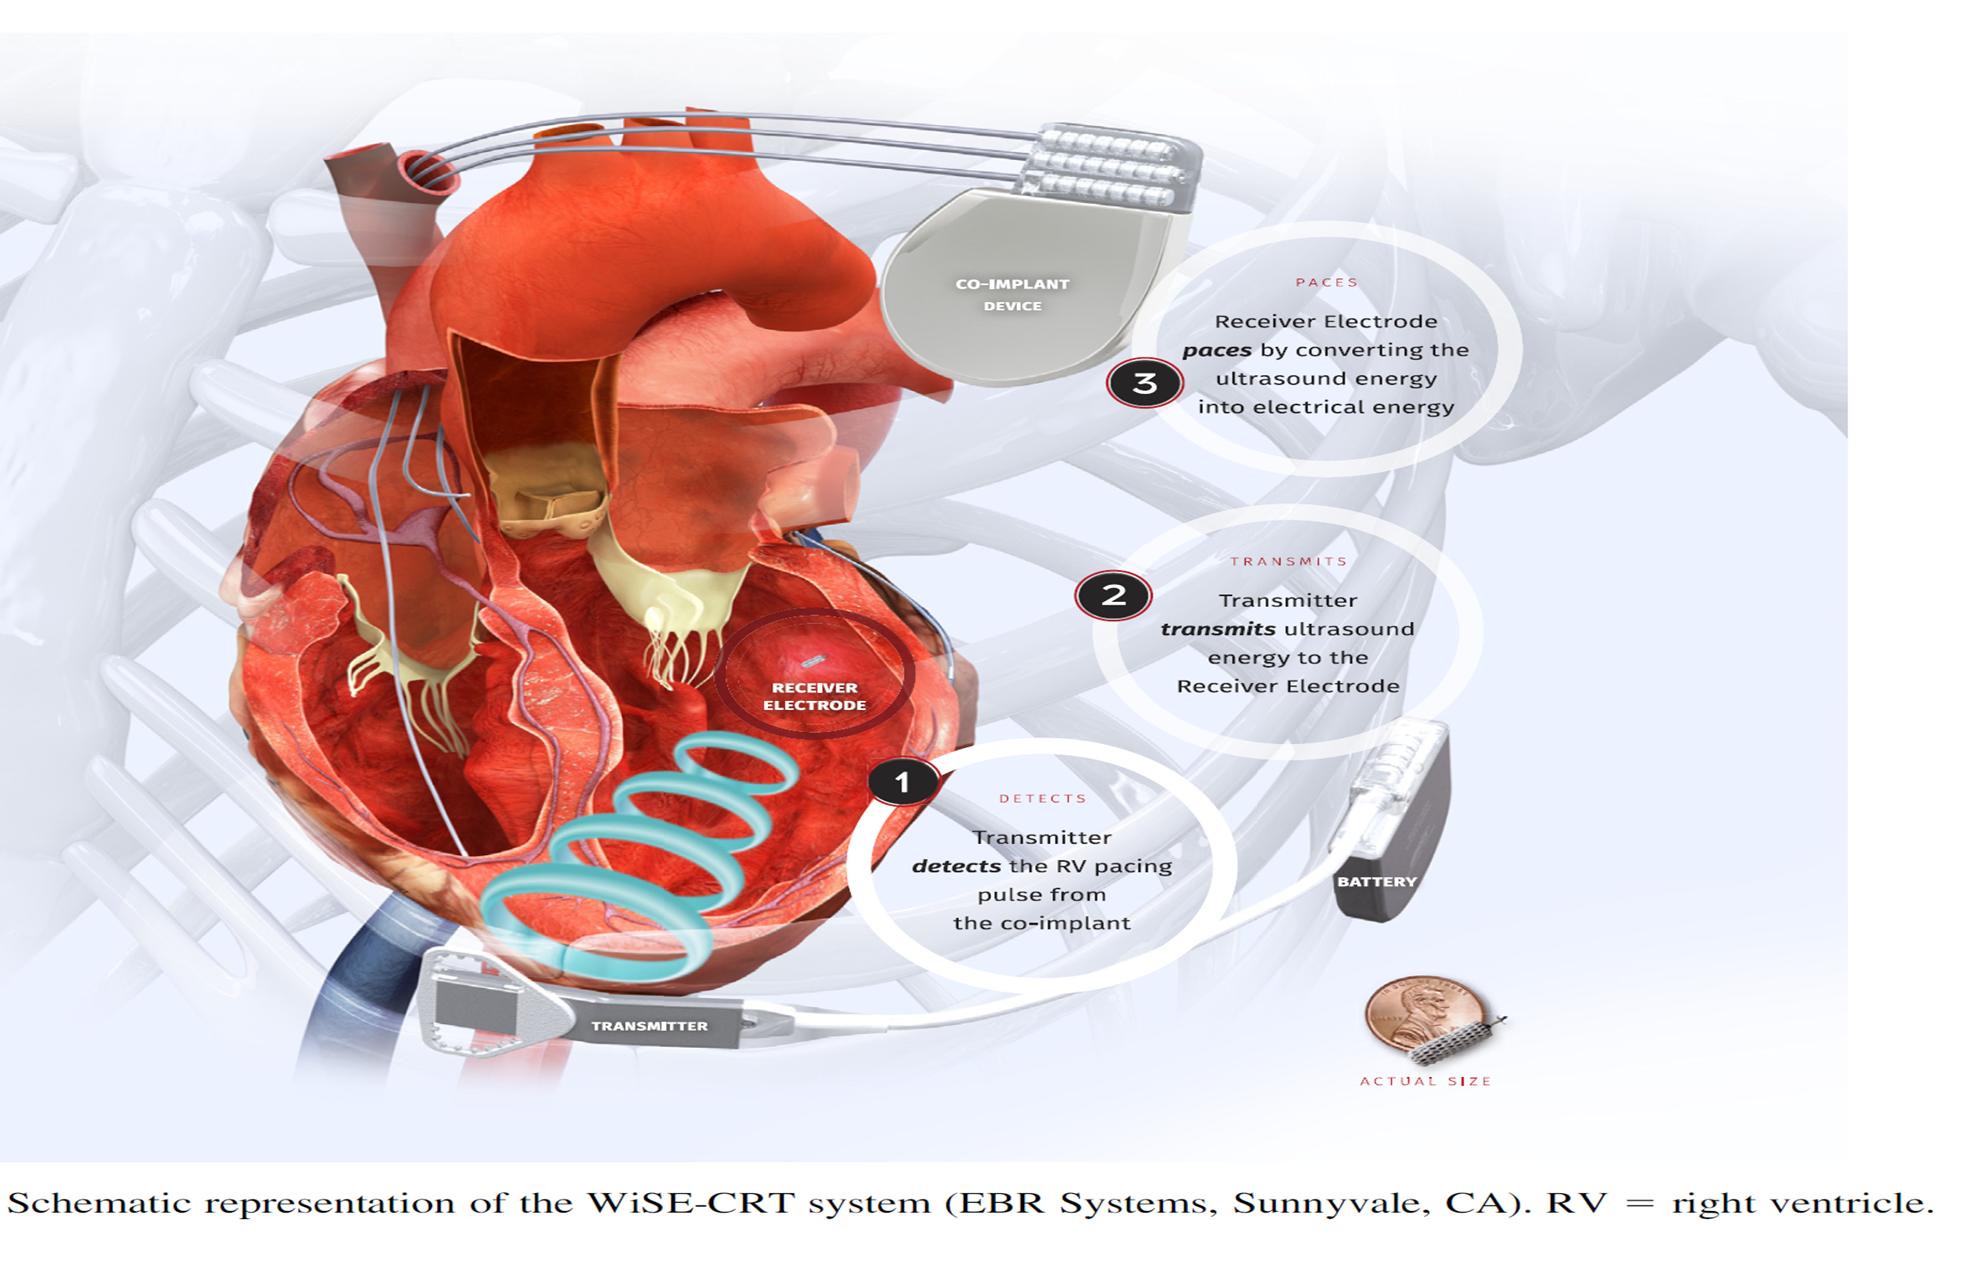 CO-IMPLANT
DEVICE
PACES
Receiver Electrode
paces by converting the
ultrasound energy
into electrical energy
3
TRANSMITS
2
Transmitter
transmits ultrasound
energy to the
Receiver Electrode
RECEIVER
ELECTRODE
1
DETECTS
Transmitter
detects the RV pacing
pulse from
the co-implant
BATTERY
TRANSMITTER
ACTUAL SIZE
Schematic representation of the WiSE-CRT system (EBR Systems, Sunnyvale, CA). RV = right ventricle.